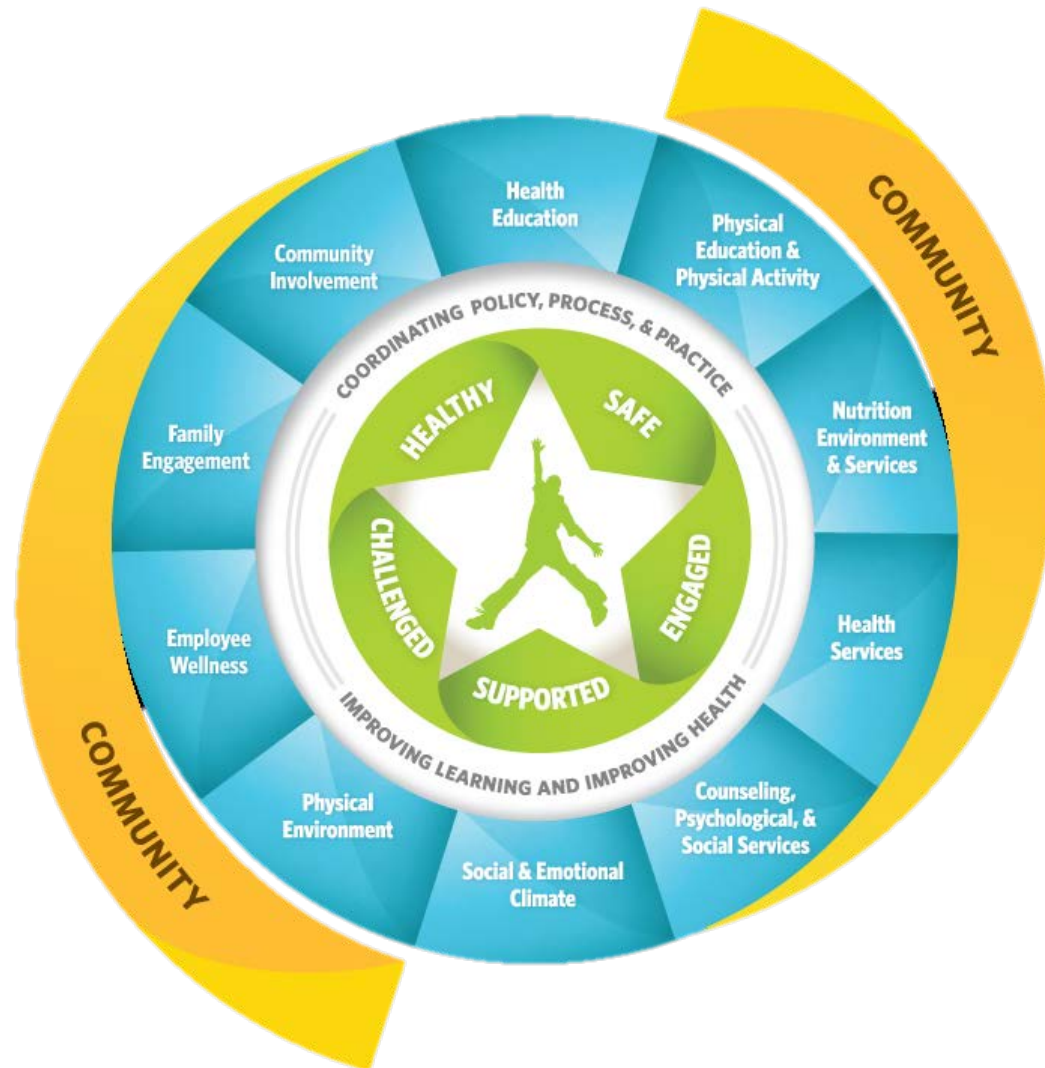 COMMUNITY
Health
Education
Physical
Education &
Physical Activity
Nutrition
Environment
& Services
Health
Services
Counseling,
Psychological, &
Social Services
Social & Emotional
Climate
Physical
Environment
Employee
Wellness
Family
Engagement
Community
Involvement
COORDINATING POLICY, PROCESS, & PRACTICE
IMPROVING LEARNING AND IMPROVING HEALTH
HEALTHY
SAFE
ENGAGED
SUPPORTED
CHALLENGED
COMMUNITY